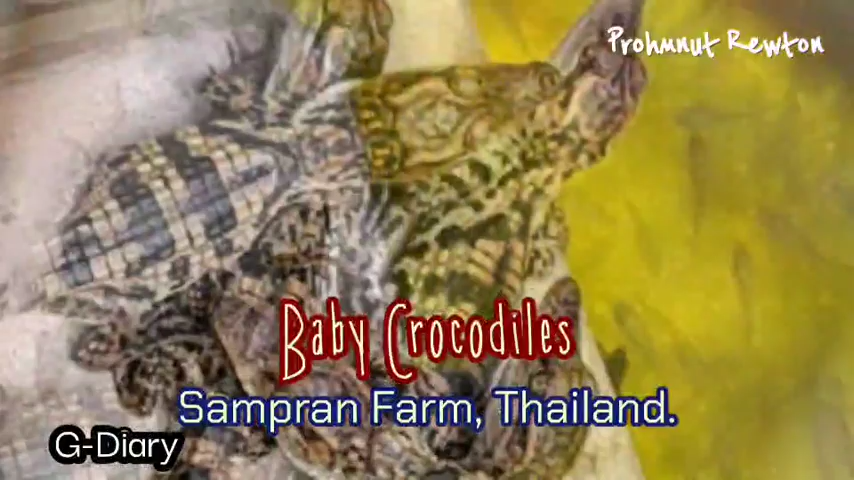 Prohmnut Rewton
Baby Crocodiles
Sampran Farm, Thailand.
G-Diary